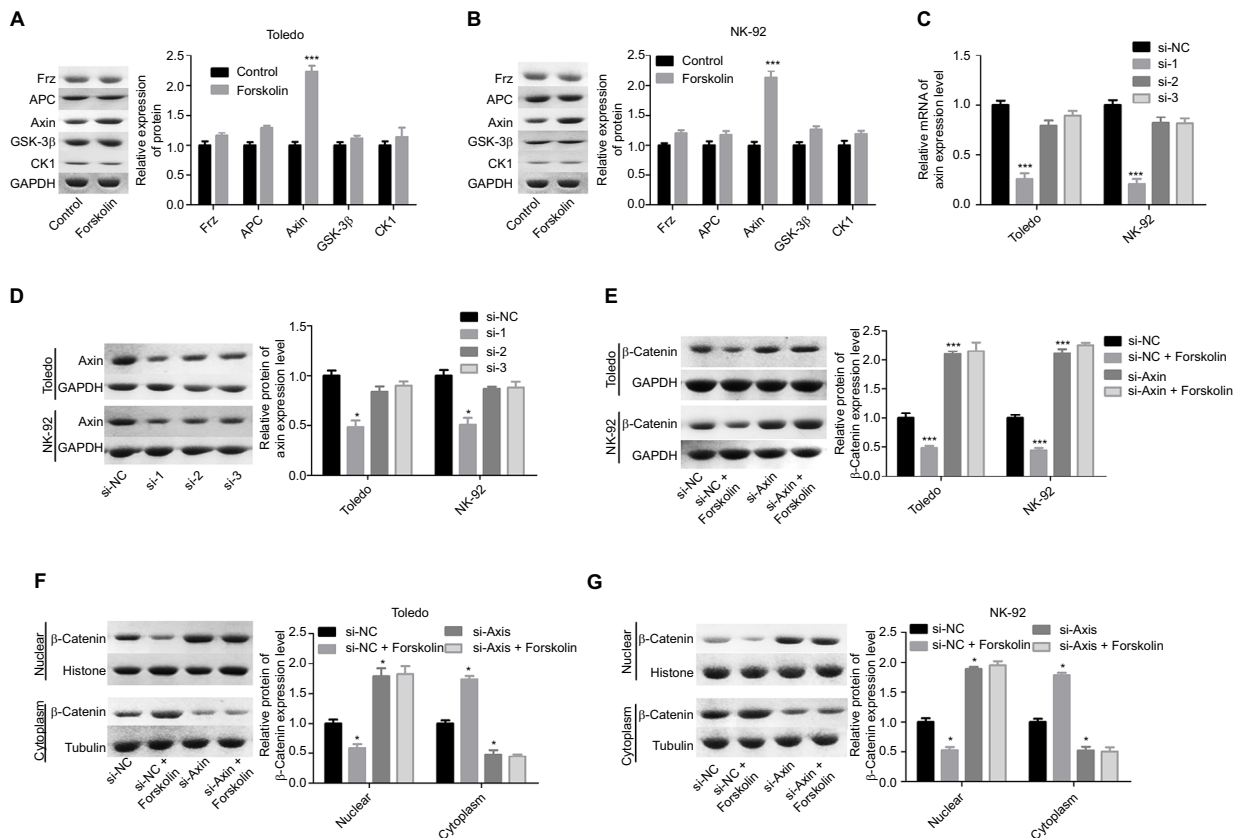 A
Toledo
Frz
APC
Axin
GSK-3β
CK1
GAPDH
Control
Forskolin
Relative expression
of protein
2.5
2.0
1.5
1.0
0.5
0.0
Control
Forskolin
***
Frz
APC
Axin
GSK-3β
CK1
B
NK-92
Frz
APC
Axin
GSK-3β
CK1
GAPDH
Control
Forskolin
Relative expression
of protein
2.5
2.0
1.5
1.0
0.5
0.0
Control
Forskolin
***
Frz
APC
Axin
GSK-3β
CK1
C
Relative mRNA of
axin expression level
1.5
1.0
0.5
0.0
si-NC
si-1
si-2
si-3
***
***
Toledo
NK-92
D
Toledo
Axin
GAPDH
NK-92
Axin
GAPDH
si-NC
si-1
si-2
si-3
Relative protein of
axin expression level
1.5
1.0
0.5
0.0
si-NC
si-1
si-2
si-3
*
*
Toledo
NK-92
E
Toledo
β-Catenin
GAPDH
NK-92
β-Catenin
GAPDH
si-NC
si-NC +
Forskolin
si-Axin
si-Axin +
Forskolin
Relative protein of
β-Catenin expression level
2.5
2.0
1.5
1.0
0.5
0.0
***
***
***
***
si-NC
si-NC + Forskolin
si-Axin
si-Axin + Forskolin
Toledo
NK-92
F
Nuclear
β-Catenin
Histone
Cytoplasm
β-Catenin
Tubulin
si-NC
si-NC +
Forskolin
si-Axin
si-Axin +
Forskolin
Toledo
Relative protein of
β-Catenin expression level
2.5
2.0
1.5
1.0
0.5
0.0
si-NC
si-NC + Forskolin
si-Axis
si-Axis + Forskolin
*
*
*
*
Nuclear
Cytoplasm
G
Nuclear
β-Catenin
Histone
Cytoplasm
β-Catenin
Tubulin
si-NC
si-NC +
Forskolin
si-Axin
si-Axin +
Forskolin
NK-92
Relative protein of
β-Catenin expression level
2.5
2.0
1.5
1.0
0.5
0.0
si-NC
si-NC + Forskolin
si-Axis
si-Axis + Forskolin
*
*
*
*
Nuclear
Cytoplasm